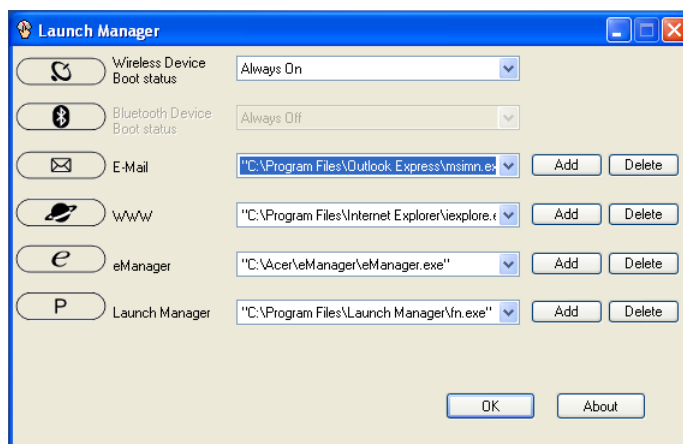 Launch Manager
Wireless Device
Boot status
Always On
Bluetooth Device
Boot status
Always Off
E-Mail
"C:\Program Files\Outlook Express\msimn.ex
Add
Delete
WWW
"C:\Program Files\Internet Explorer\iexplore.e
Add
Delete
e
eManager
"C:\Acer\eManager\eManager.exe"
Add
Delete
P
Launch Manager
"C:\Program Files\Launch Manager\fn.exe"
Add
Delete
OK
About